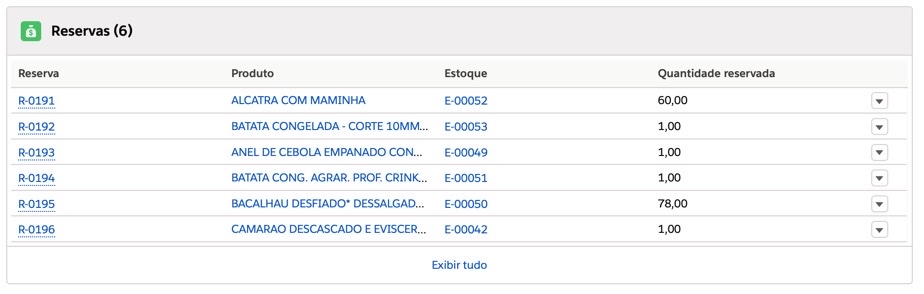 Reservas (6)
Reserva Produto Estoque Quantidade reservada
R-0191 ALCATRA COM MAMINHA E-00052 60,00
R-0192 BATATA CONGELADA - CORTE 10MM... E-00053 1,00
R-0193 ANEL DE CEBOLA EMPANADO CON... E-00049 1,00
R-0194 BATATA CONG. AGRAR. PROF. CRINK... E-00051 1,00
R-0195 BACALHAU DESFIADO* DESSALGAD... E-00050 78,00
R-0196 CAMARAO DESCASCADO E EVISCER... E-00042 1,00
Exibir tudo